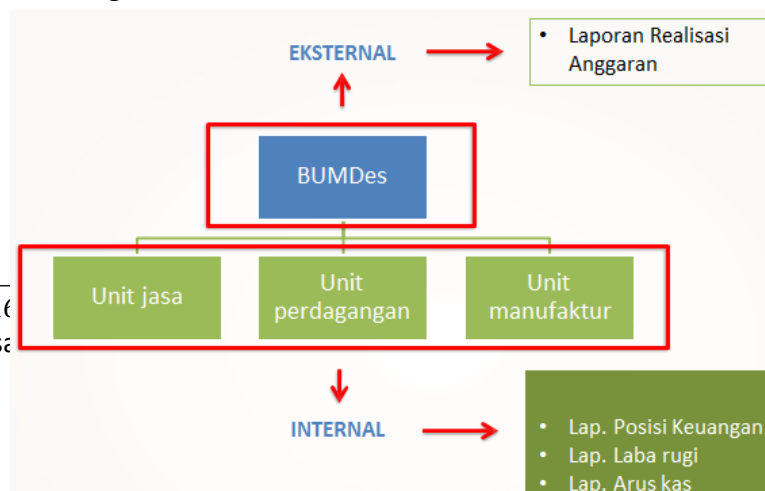 EKSTERNAL
• Laporan Realisasi
Anggaran
BUMDes
Unit jasa
Unit
perdagangan
Unit
manufaktur
INTERNAL
• Lap. Posisi Keuangan
• Lap. Laba rugi
• Lap. Arus kas